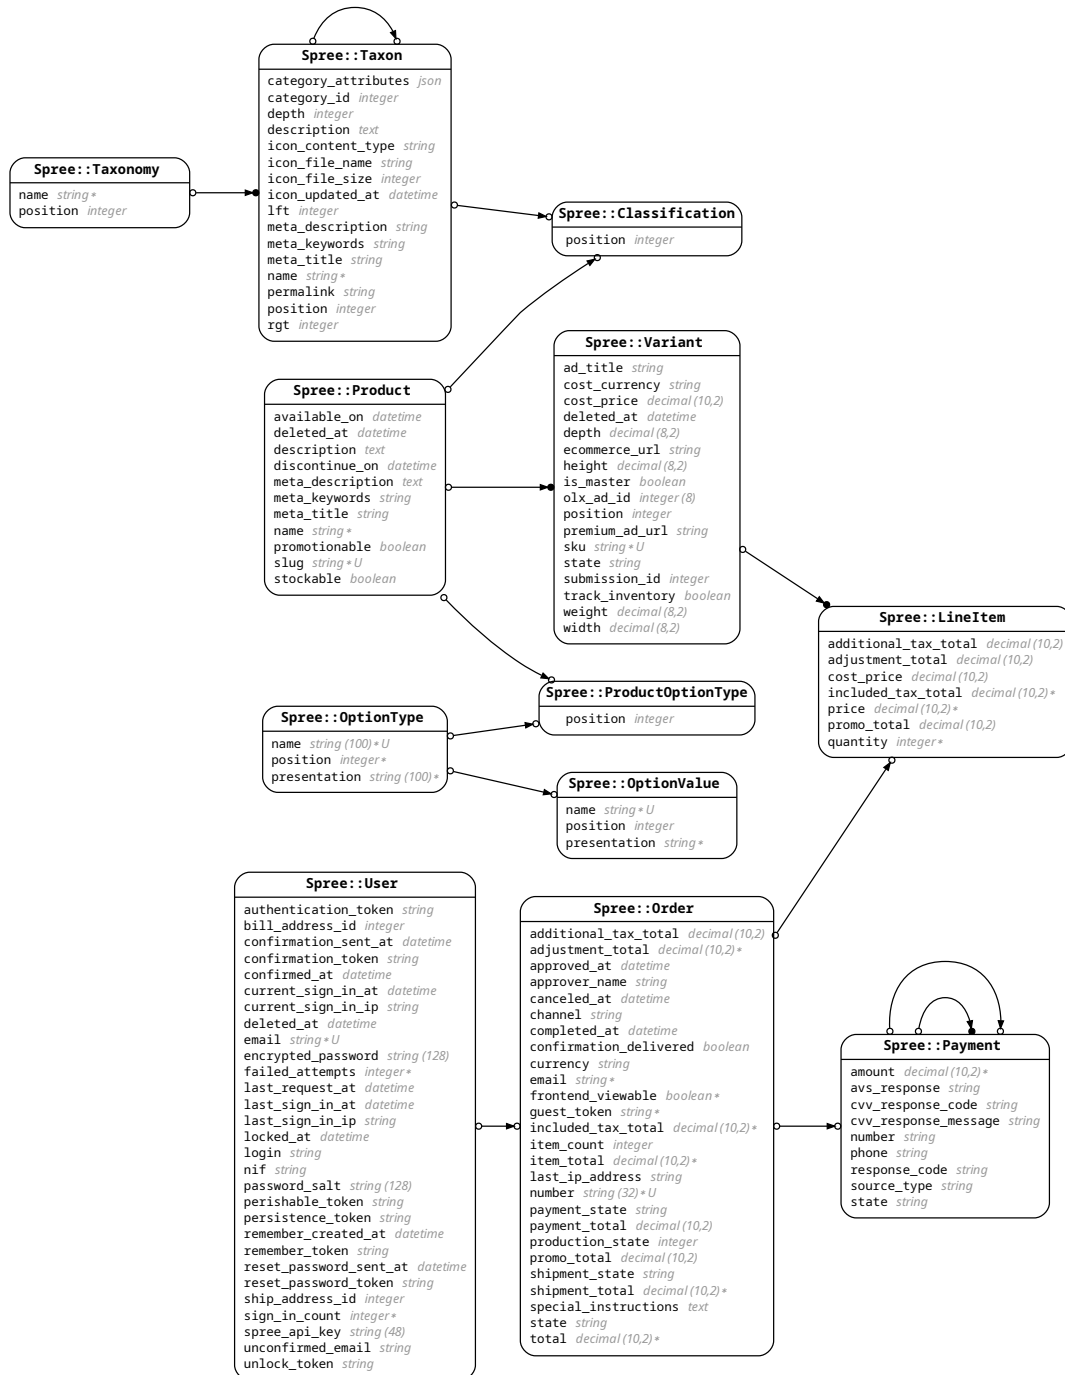 Spree::Taxon
category_attributes json
category_id integer
depth integer
description text
icon_content_type string
icon_file_name string
icon_file_size integer
icon_updated_at datetime
lft integer
meta_description string
meta_keywords string
meta_title string
name string*
permalink string
position integer
rgt integer
Spree::Taxonomy
name string*
position integer
Spree::Classification
position integer
Spree::Product
available_on datetime
deleted_at datetime
description text
discontinue_on datetime
meta_description text
meta_keywords string
meta_title string
name string*
promotionable boolean
slug string* U
stockable boolean
Spree::Variant
ad_title string
cost_currency string
cost_price decimal (10,2)
deleted_at datetime
depth decimal (8,2)
ecommerce_url string
height decimal (8,2)
is_master boolean
olx_ad_id integer (8)
position integer
premium_ad_url string
sku string* U
state string
submission_id integer
track_inventory boolean
weight decimal (8,2)
width decimal (8,2)
Spree::LineItem
additional_tax_total decimal (10,2)
adjustment_total decimal (10,2)
cost_price decimal (10,2)
included_tax_total decimal (10,2)*
price decimal (10,2)*
promo_total decimal (10,2)
quantity integer*
Spree::ProductOptionType
position integer
Spree::OptionType
name string (100)* U
position integer*
presentation string (100)*
Spree::OptionValue
name string* U
position integer
presentation string*
Spree::User
authentication_token string
bill_address_id integer
confirmation_sent_at datetime
confirmation_token string
confirmed_at datetime
current_sign_in_at datetime
current_sign_in_ip string
deleted_at datetime
email string* U
encrypted_password string (128)
failed_attempts integer*
last_request_at datetime
last_sign_in_at datetime
last_sign_in_ip string
locked_at datetime
login string
nif string
password_salt string (128)
perishable_token string
persistence_token string
remember_created_at datetime
remember_token string
reset_password_sent_at datetime
reset_password_token string
ship_address_id integer
sign_in_count integer*
spree_api_key string (48)
unconfirmed_email string
unlock_token string
Spree::Order
additional_tax_total decimal (10,2)
adjustment_total decimal (10,2)*
approved_at datetime
approver_name string
canceled_at datetime
channel string
completed_at datetime
confirmation_delivered boolean
currency string
email string*
frontend_viewable boolean*
guest_token string*
included_tax_total decimal (10,2)*
item_count integer
item_total decimal (10,2)*
last_ip_address string
number string (32)* U
payment_state string
payment_total decimal (10,2)
production_state integer
promo_total decimal (10,2)
shipment_state string
shipment_total decimal (10,2)*
special_instructions text
state string
total decimal (10,2)*
Spree::Payment
amount decimal (10,2)*
avs_response string
cvv_response_code string
cvv_response_message string
number string
phone string
response_code string
source_type string
state string